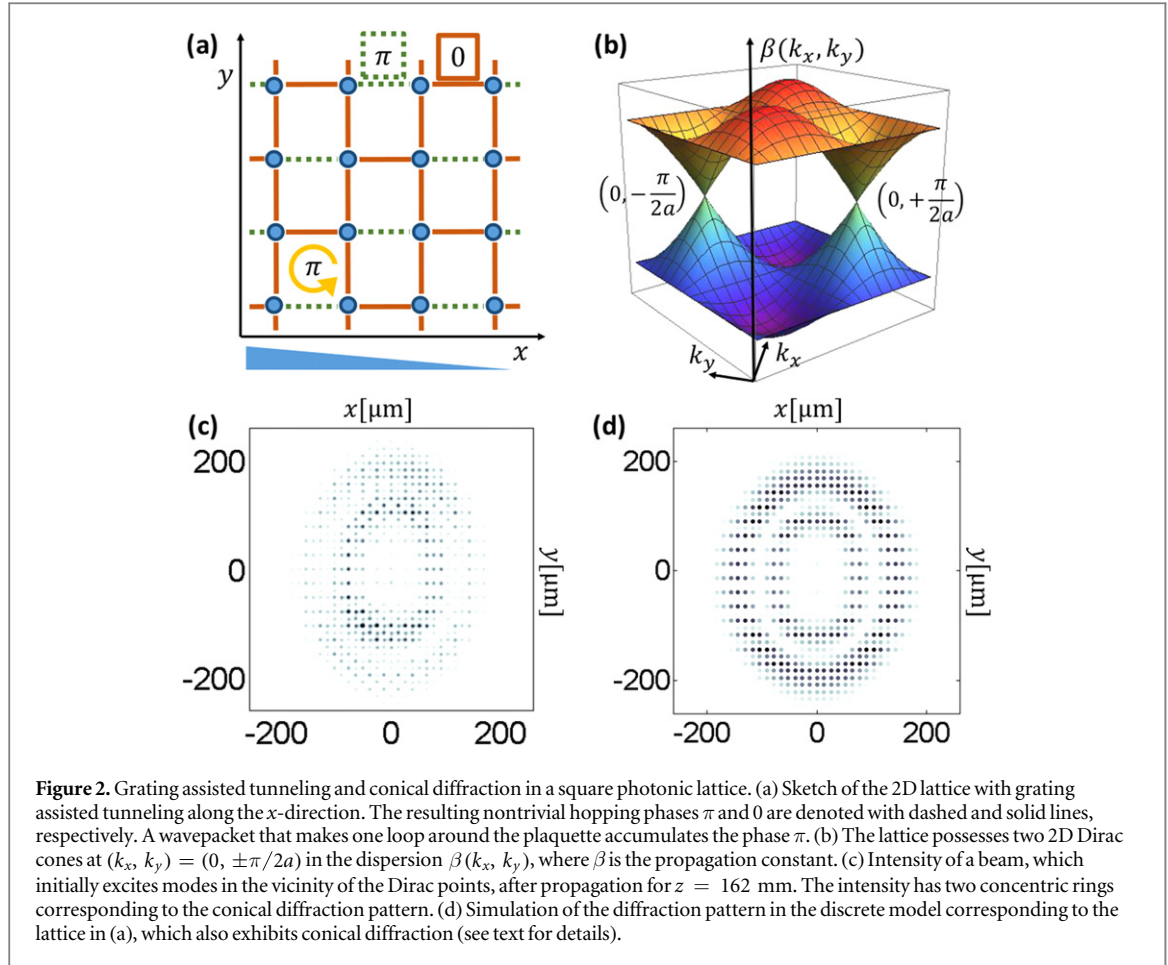 (a)
y
π
0
π
x
(b)
β(kₓ, kᵧ)
(0, −π/2a)
(0, +π/2a)
kᵧ
kₓ
(c)
x[µm]
200
0
-200
y[µm]
-200 0 200
(d)
x[µm]
200
0
-200
y[µm]
-200 0 200
Figure 2. Grating assisted tunneling and conical diffraction in a square photonic lattice. (a) Sketch of the 2D lattice with grating
assisted tunneling along the x-direction. The resulting nontrivial hopping phases π and 0 are denoted with dashed and solid lines,
respectively. A wavepacket that makes one loop around the plaquette accumulates the phase π. (b) The lattice possesses two 2D Dirac
cones at (kₓ, kᵧ) = (0, ±π/2a) in the dispersion β(kₓ, kᵧ), where β is the propagation constant. (c) Intensity of a beam, which
initially excites modes in the vicinity of the Dirac points, after propagation for z = 162 mm. The intensity has two concentric rings
corresponding to the conical diffraction pattern. (d) Simulation of the diffraction pattern in the discrete model corresponding to the
lattice in (a), which also exhibits conical diffraction (see text for details).